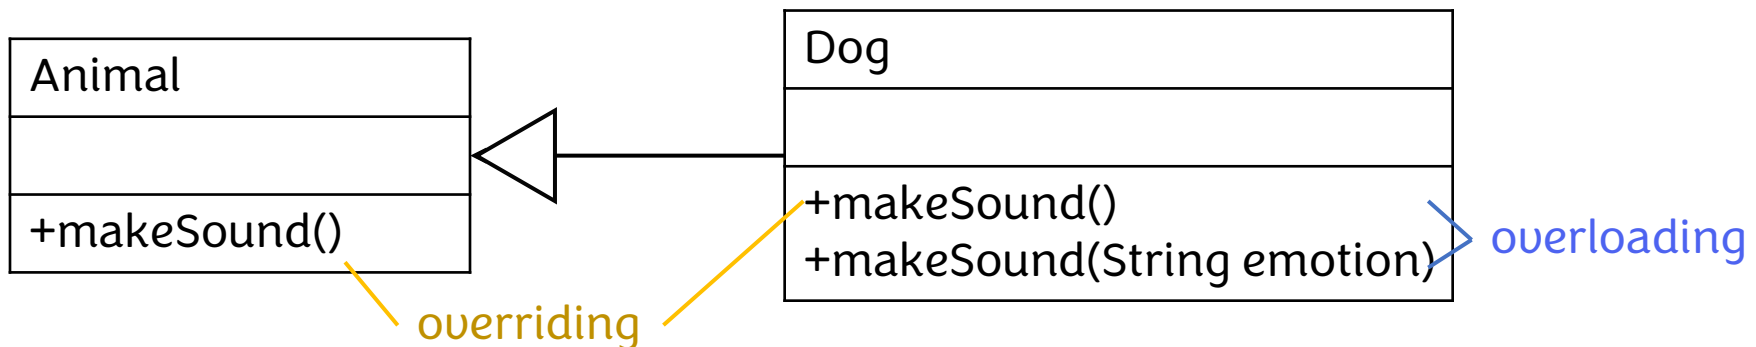 Animal
+makeSound()
Dog
+makeSound()
+makeSound(String emotion)
overriding
overloading